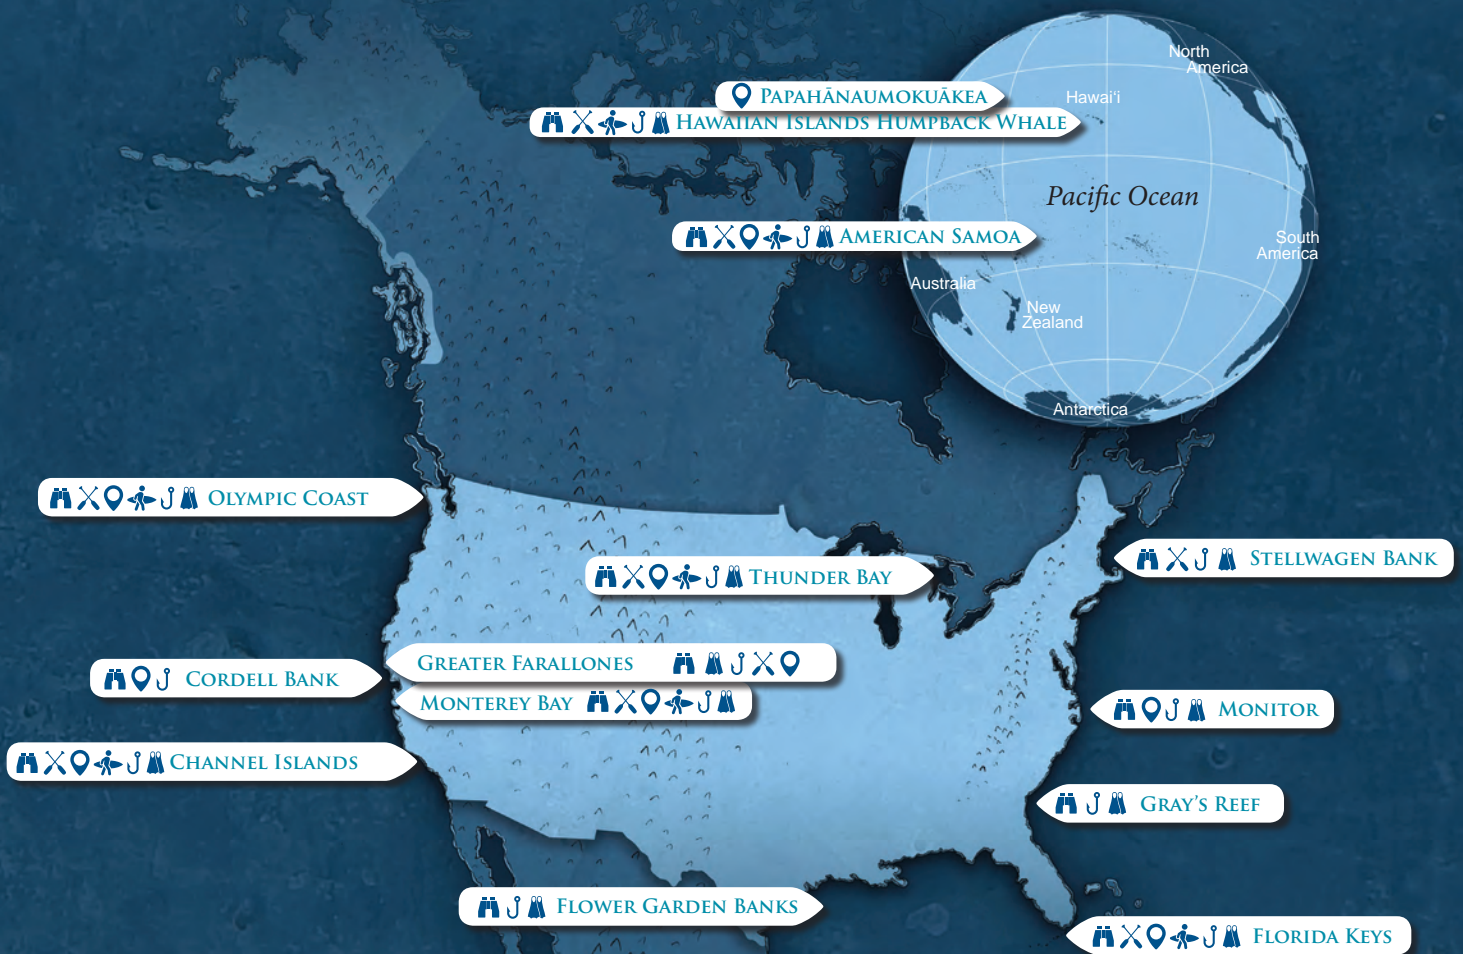 North
America
Papahānaumokuākea
Hawai‘i
Hawaiian Islands Humpback Whale
Pacific Ocean
American Samoa
South
America
Australia
New
Zealand
Antarctica
Olympic Coast
Stellwagen Bank
Thunder Bay
Greater Farallones
Cordell Bank
Monterey Bay
Monitor
Channel Islands
Gray’s Reef
Flower Garden Banks
Florida Keys